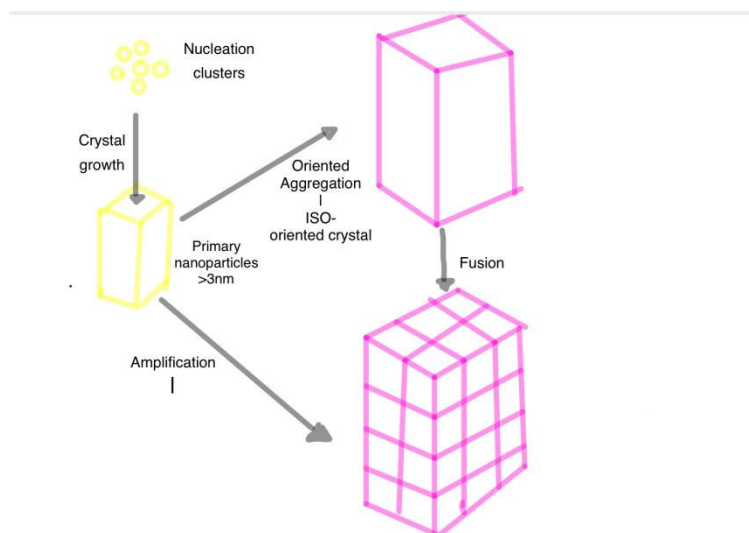 Nucleation
clusters
Crystal
growth
Oriented
Aggregation
|
ISO-
oriented crystal
Primary
nanoparticles
>3nm
Fusion
Amplification
|